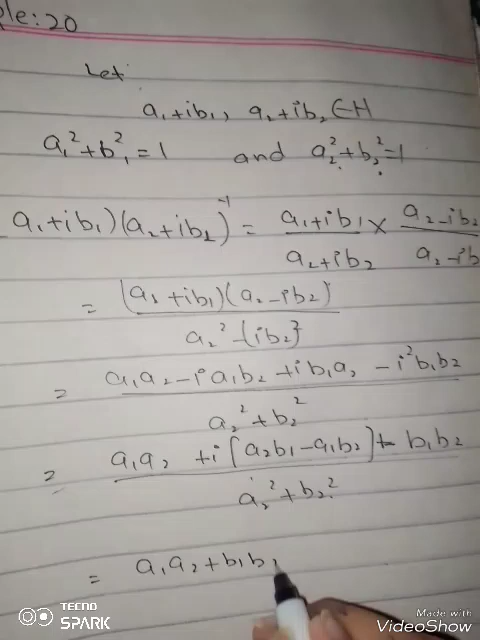 ple:20
Let
a₁+ib₁, a₂+ib₂ ∈ H
a₁²+b₁²=1 and a₂²+b₂²=1
a₁+ib₁)(a₂+ib₂)⁻¹ = (a₁+ib₁)/(a₂+ib₂) × (a₂-ib₂)/(a₂-ib
= (a₁+ib₁)(a₂-ib₂)/(a₂²-(ib₂)²)
= (a₁a₂-ia₁b₂+ib₁a₂-i²b₁b₂)/(a₂²+b₂²)
= (a₁a₂+i[a₂b₁-a₁b₂]+b₁b₂)/(a₂²+b₂²)
= a₁a₂+b₁b₂
TECNO
SPARK
Made with
VideoShow